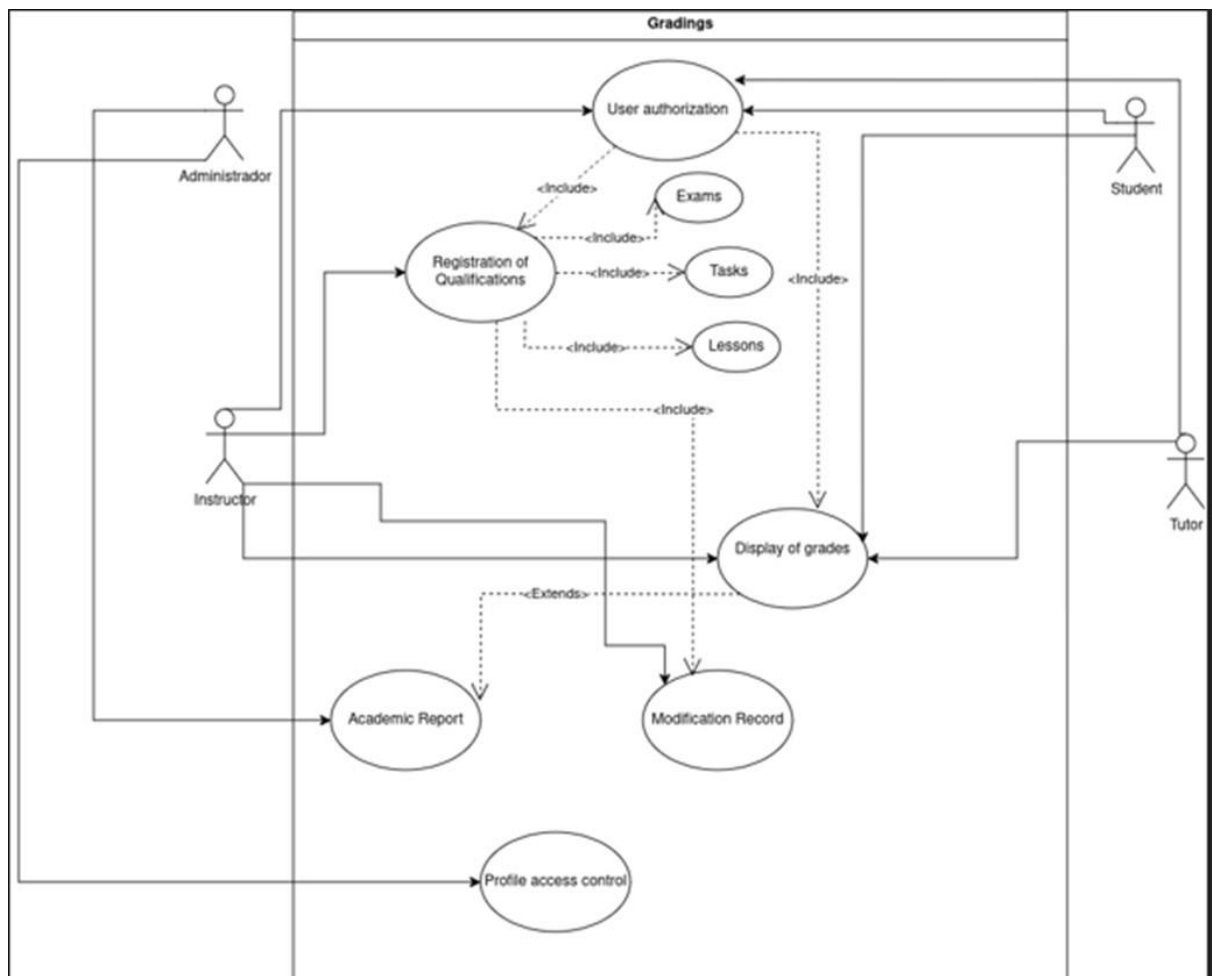 Gradings
User authorization
Administrador
Student
<Include>
Exams
<Include>
Registration of
Qualifications
<Include>
Tasks
<Include>
<Include>
Lessons
<Include>
Instructor
Tutor
Display of grades
<Extends>
Academic Report
Modification Record
Profile access control